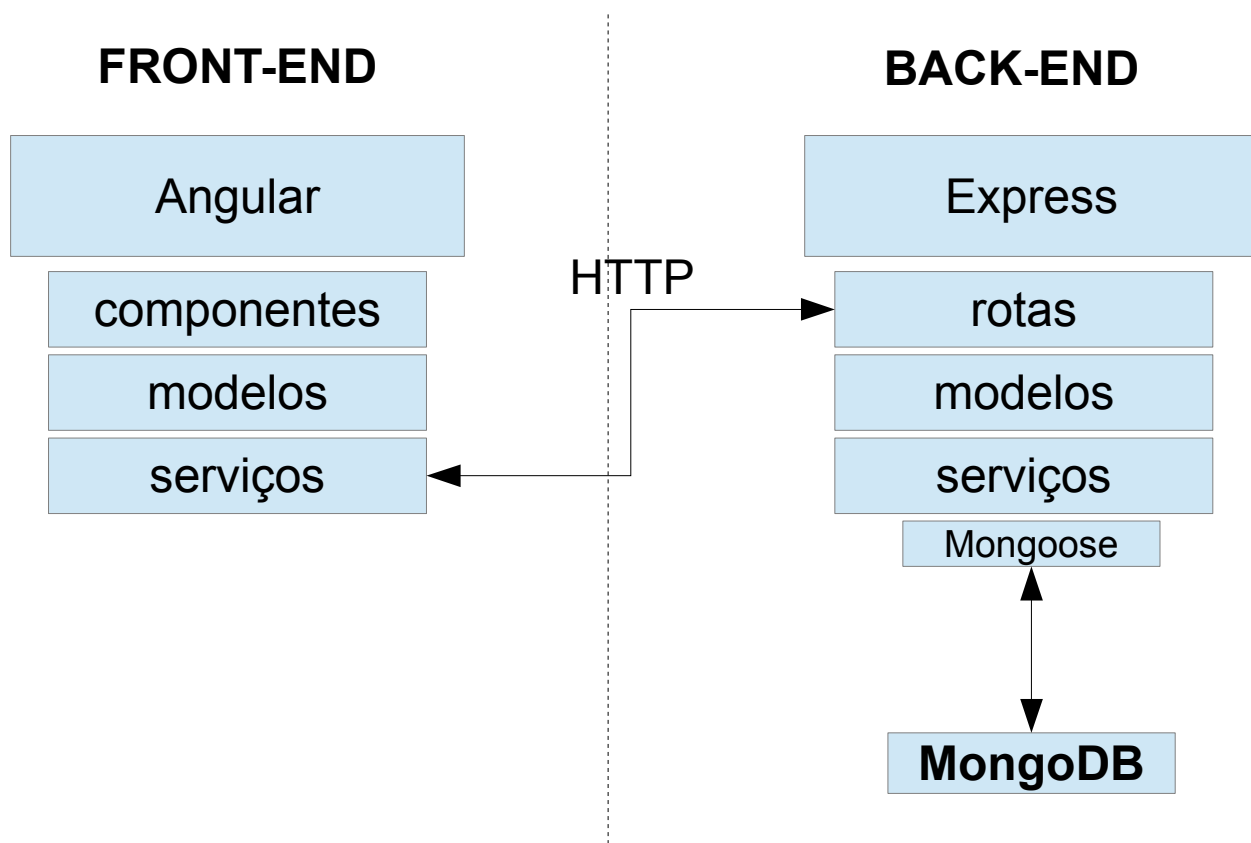 FRONT-END
BACK-END
Angular
Express
HTTP
componentes
rotas
modelos
modelos
serviços
serviços
Mongoose
MongoDB